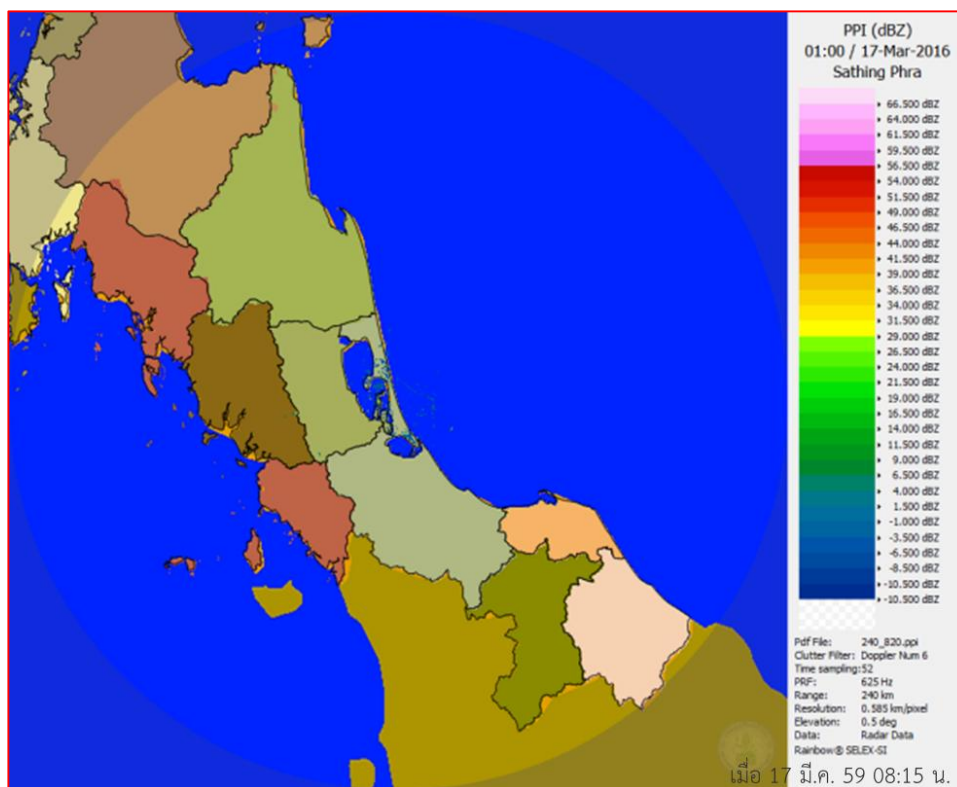 PPI (dBZ)
01:00 / 17-Mar-2016
Sathing Phra
66.500 dBZ
64.000 dBZ
61.500 dBZ
59.500 dBZ
56.500 dBZ
54.000 dBZ
51.500 dBZ
49.000 dBZ
46.500 dBZ
44.000 dBZ
41.500 dBZ
39.000 dBZ
36.500 dBZ
34.000 dBZ
31.500 dBZ
29.000 dBZ
26.500 dBZ
24.000 dBZ
21.500 dBZ
19.000 dBZ
16.500 dBZ
14.000 dBZ
11.500 dBZ
9.000 dBZ
6.500 dBZ
4.000 dBZ
1.500 dBZ
-1.000 dBZ
-3.500 dBZ
-6.500 dBZ
-8.500 dBZ
-10.500 dBZ
-10.500 dBZ
Pdf File: 240_820.ppi
Clutter Filter: Doppler Num 6
Time sampling:52
PRF: 625 Hz
Range: 240 km
Resolution: 0.585 km/pixel
Elevation: 0.5 deg
Data: Radar Data
Rainbow® SELEX-SI
เมื่อ 17 มี.ค. 59 08:15 น.